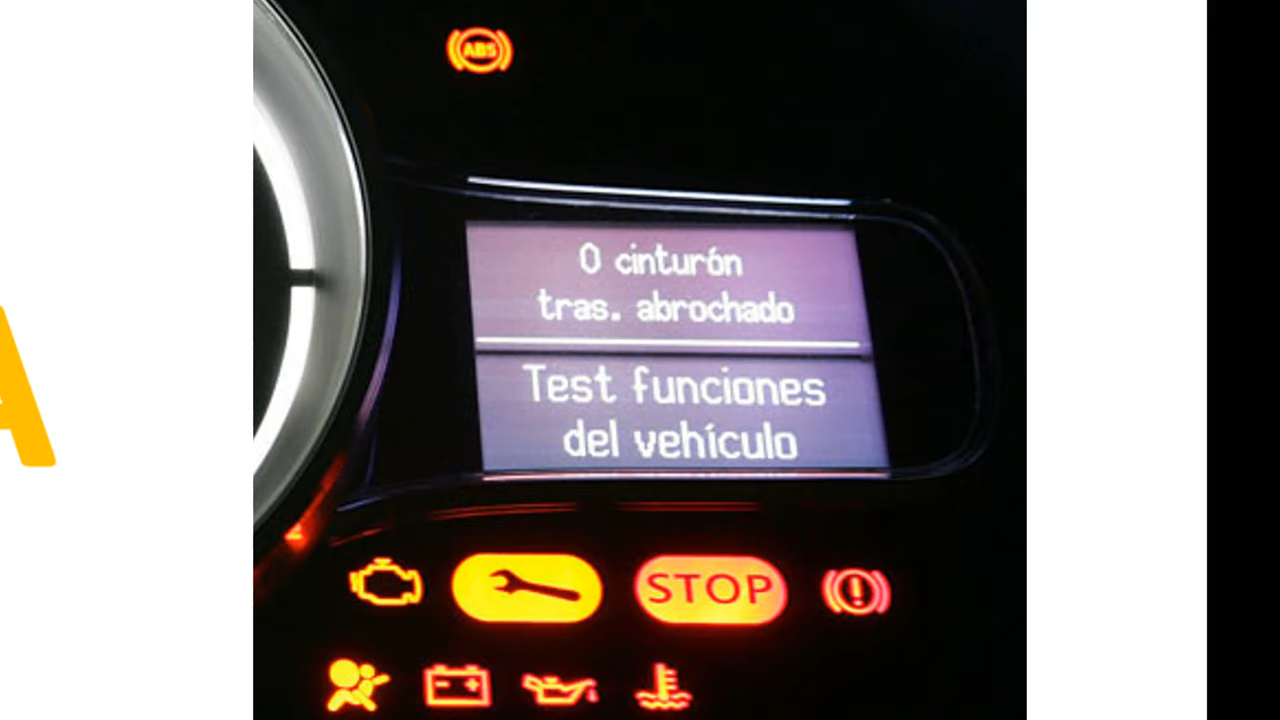 A
ABS
0 cinturón
tras. abrochado
Test funciones
del vehículo
STOP